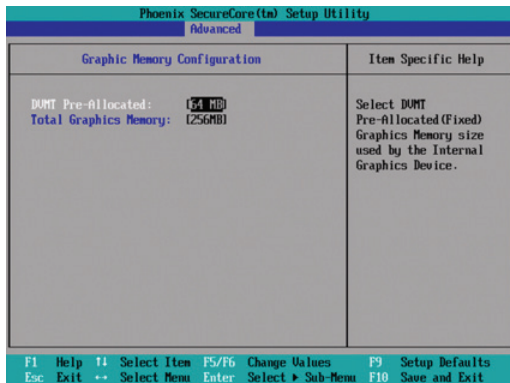 Phoenix SecureCore(tm) Setup Utility
Advanced
Graphic Memory Configuration
Item Specific Help
DVMT Pre-Allocated: [64 MB]
Total Graphics Memory: [256MB]
Select DVMT
Pre-Allocated(Fixed)
Graphics Memory size
used by the Internal
Graphics Device.
F1 Help ↑↓ Select Item F5/F6 Change Values F9 Setup Defaults
Esc Exit ↔ Select Menu Enter Select ▶ Sub-Menu F10 Save and Exit